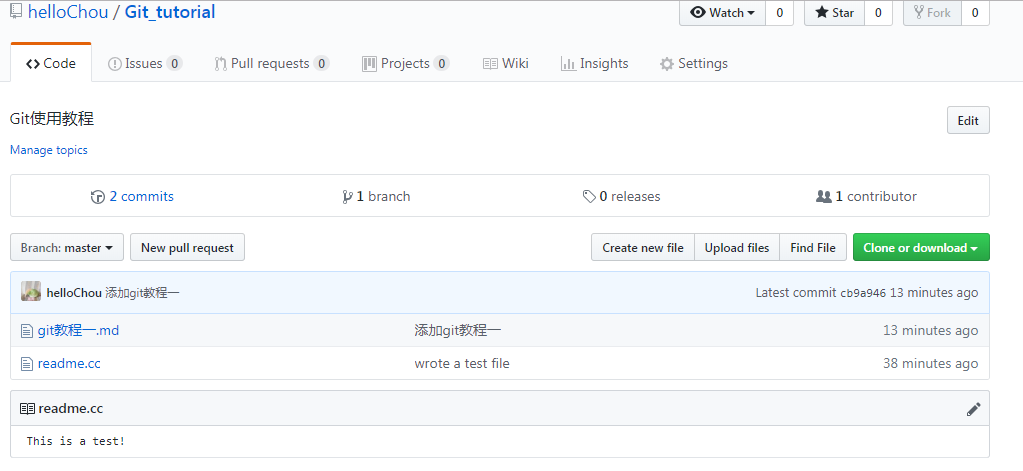 helloChou / Git_tutorial
Watch 0 Star 0 Fork 0
Code Issues 0 Pull requests 0 Projects 0 Wiki Insights Settings
Git使用教程
Edit
Manage topics
2 commits 1 branch 0 releases 1 contributor
Branch: master New pull request Create new file Upload files Find File Clone or download
helloChou 添加git教程一 Latest commit cb9a946 13 minutes ago
git教程一.md 添加git教程一 13 minutes ago
readme.cc wrote a test file 38 minutes ago
readme.cc
This is a test!